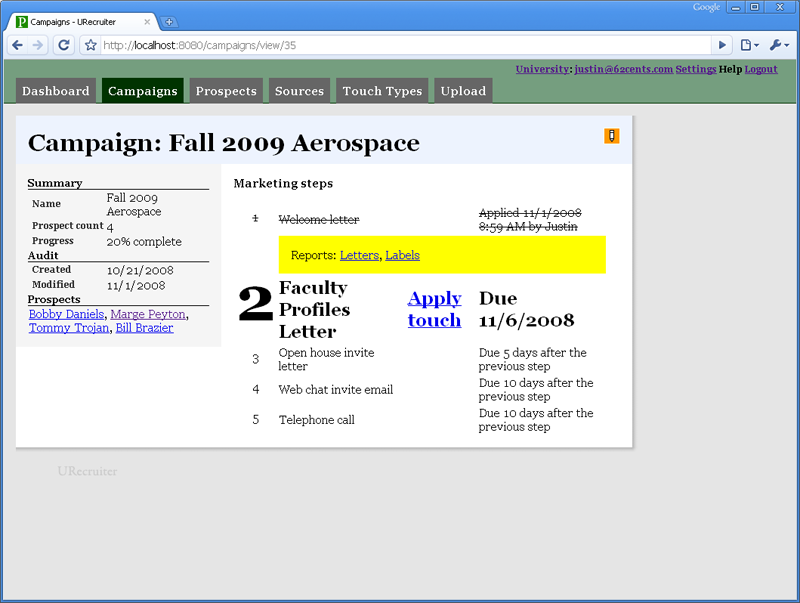 Google
Campaigns - URecruiter
http://localhost:8080/campaigns/view/35
University: justin@62cents.com Settings Help Logout
Dashboard Campaigns Prospects Sources Touch Types Upload
Campaign: Fall 2009 Aerospace
Summary
Name Fall 2009
Aerospace
Prospect count 4
Progress 20% complete
Audit
Created 10/21/2008
Modified 11/1/2008
Prospects
Bobby Daniels, Marge Peyton,
Tommy Trojan, Bill Brazier
Marketing steps
1 Welcome letter Applied 11/1/2008
8:59 AM by Justin
Reports: Letters, Labels
2 Faculty
Profiles
Letter
Apply
touch
Due
11/6/2008
3 Open house invite
letter
Due 5 days after the
previous step
4 Web chat invite email Due 10 days after the
previous step
5 Telephone call Due 10 days after the
previous step
URecruiter